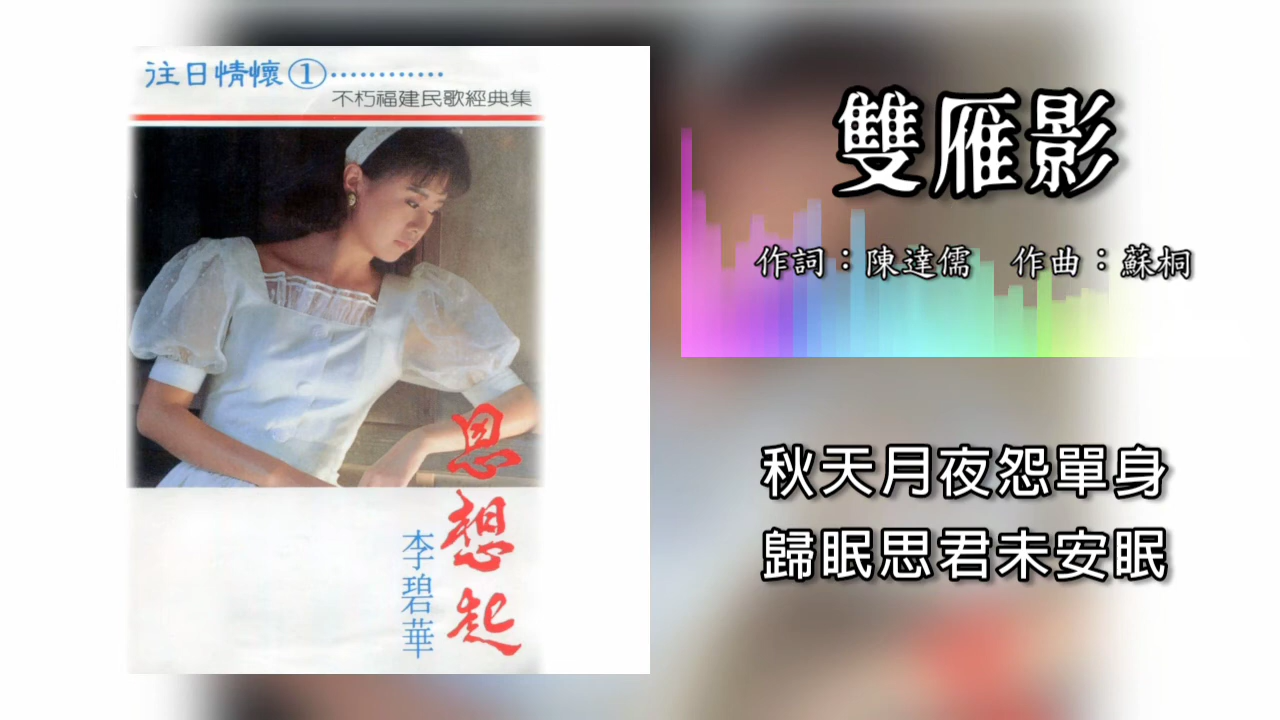 往日情懷①…………
不朽福建民歌經典集
思想起
李碧華
雙雁影
作詞：陳達儒 作曲：蘇桐
秋天月夜怨單身
歸眠思君未安眠